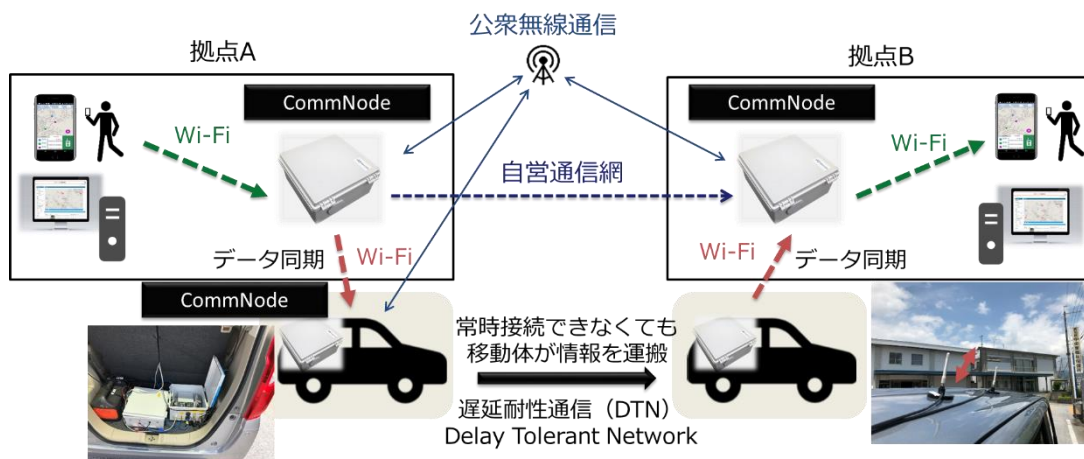 公衆無線通信
拠点A
拠点B
CommNode
CommNode
Wi-Fi
Wi-Fi
自営通信網
データ同期
Wi-Fi
Wi-Fi
データ同期
CommNode
常時接続できなくても
移動体が情報を運搬
遅延耐性通信（DTN）
Delay Tolerant Network